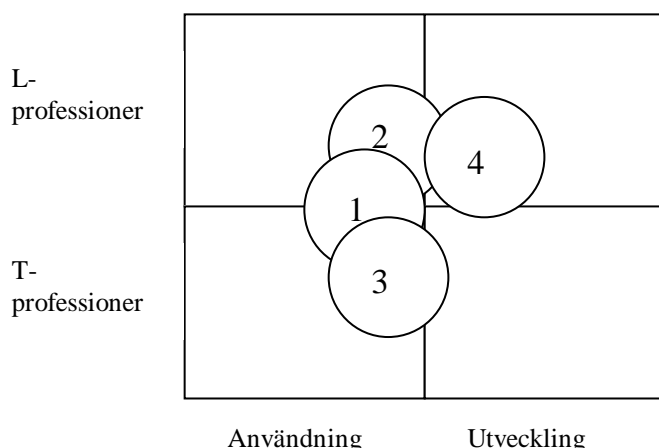 L-
professioner
2
4
1
T-
professioner
3
Användning Utveckling